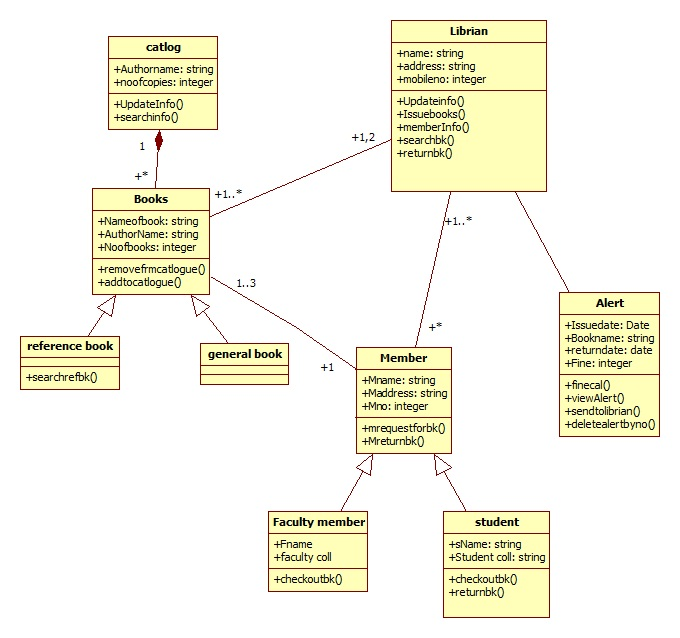 catlog
+Authorname: string
+noofcopies: integer
+UpdateInfo()
+searchinfo()
Librian
+name: string
+address: string
+mobileno: integer
+Updateinfo()
+Issuebooks()
+memberInfo()
+searchbk()
+returnbk()
1
+*
+1,2
+1..*
Books
+Nameofbook: string
+AuthorName: string
+Noofbooks: integer
+removefrmcatlogue()
+addtocatlogue()
1..3
+1
+1..*
+*
reference book
+searchrefbk()
general book
Member
+Mname: string
+Maddress: string
+Mno: integer
+mrequestforbk()
+Mreturnbk()
Alert
+Issuedate: Date
+Bookname: string
+returndate: date
+Fine: integer
+finecal()
+viewAlert()
+sendtolibrian()
+deletealertbyno()
Faculty member
+Fname
+faculty coll
+checkoutbk()
student
+sName: string
+Student coll: string
+checkoutbk()
+returnbk()